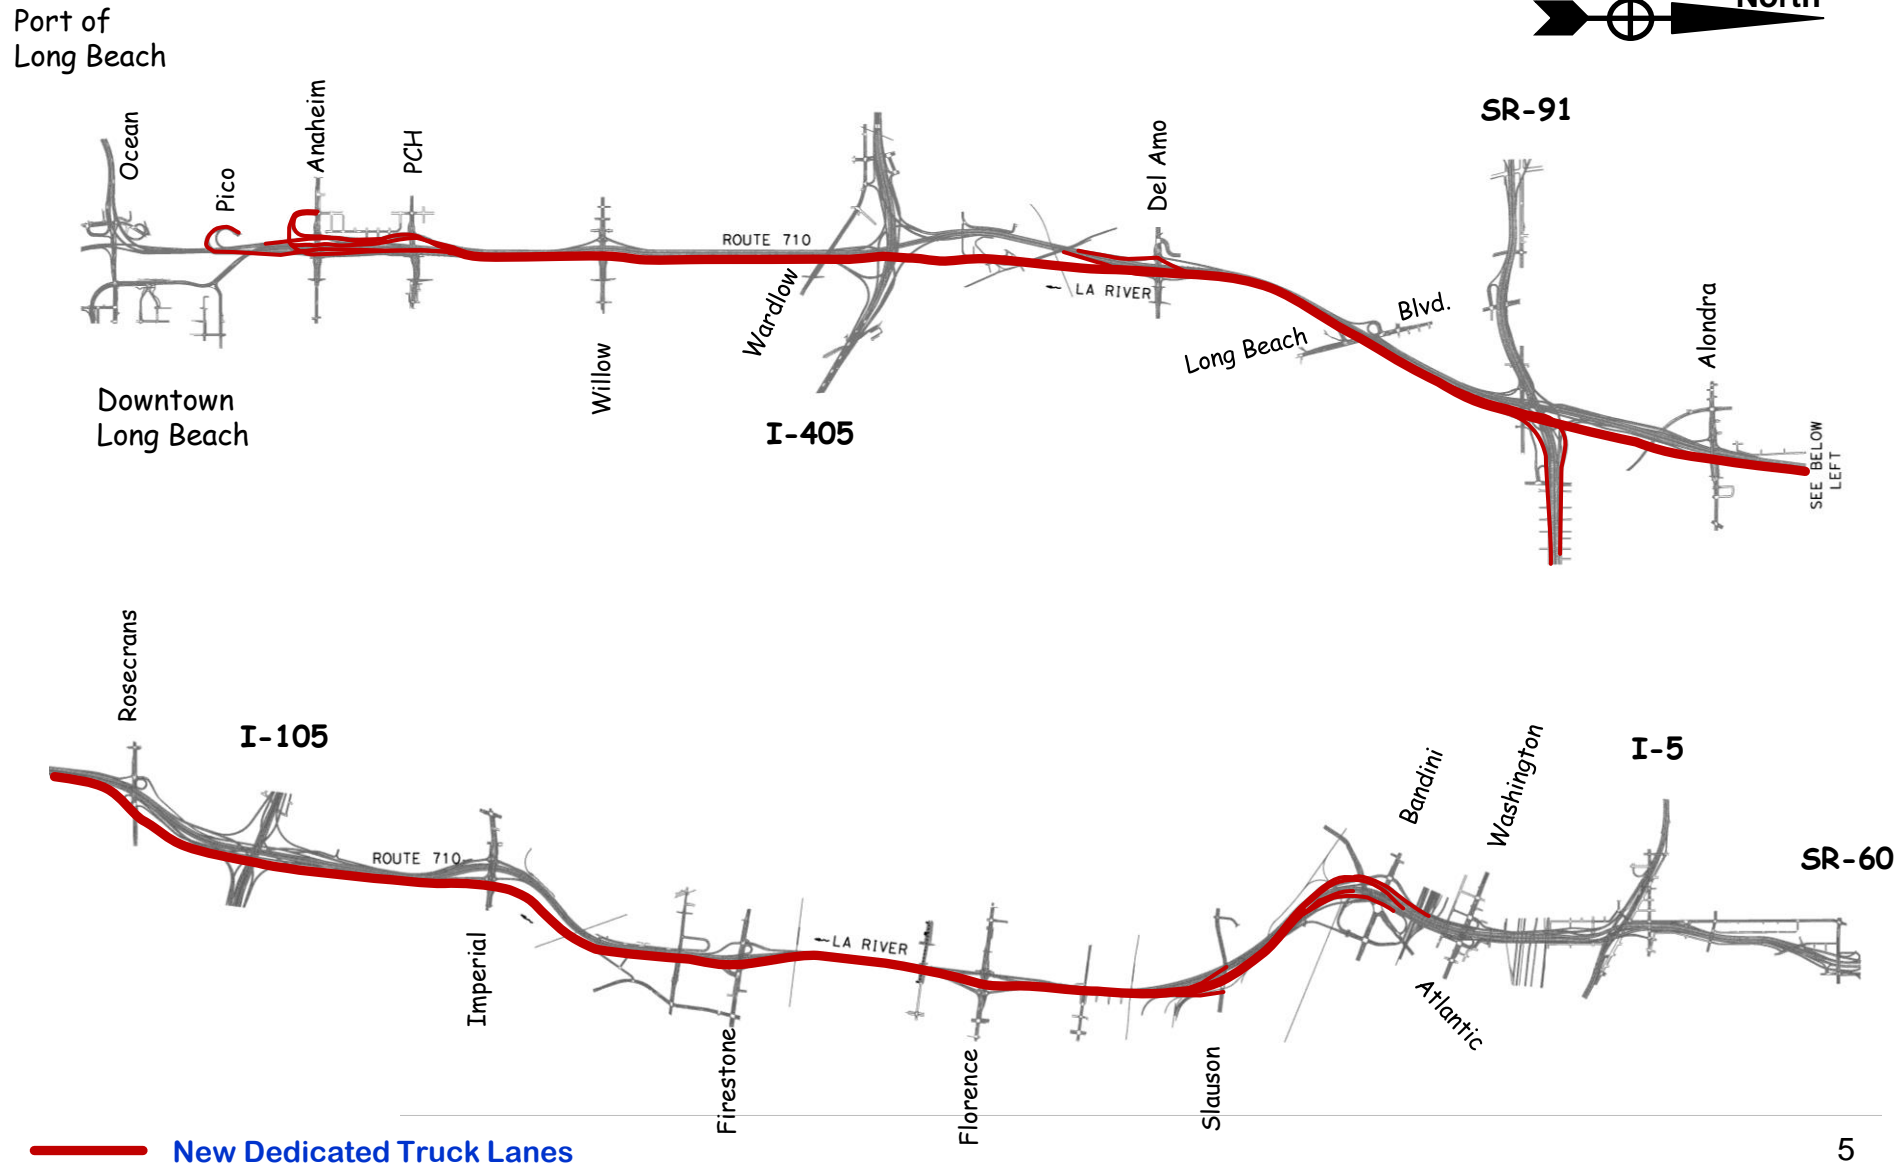 Port of
Long Beach
North
Ocean
Pico
Anaheim
PCH
Willow
ROUTE 710
Wardlow
I-405
Del Amo
LA RIVER
Long Beach Blvd.
SR-91
Alondra
SEE BELOW
LEFT
Downtown
Long Beach
Rosecrans
I-105
ROUTE 710
Imperial
Firestone
LA RIVER
Florence
Slauson
Bandini
Washington
Atlantic
I-5
SR-60
New Dedicated Truck Lanes
5